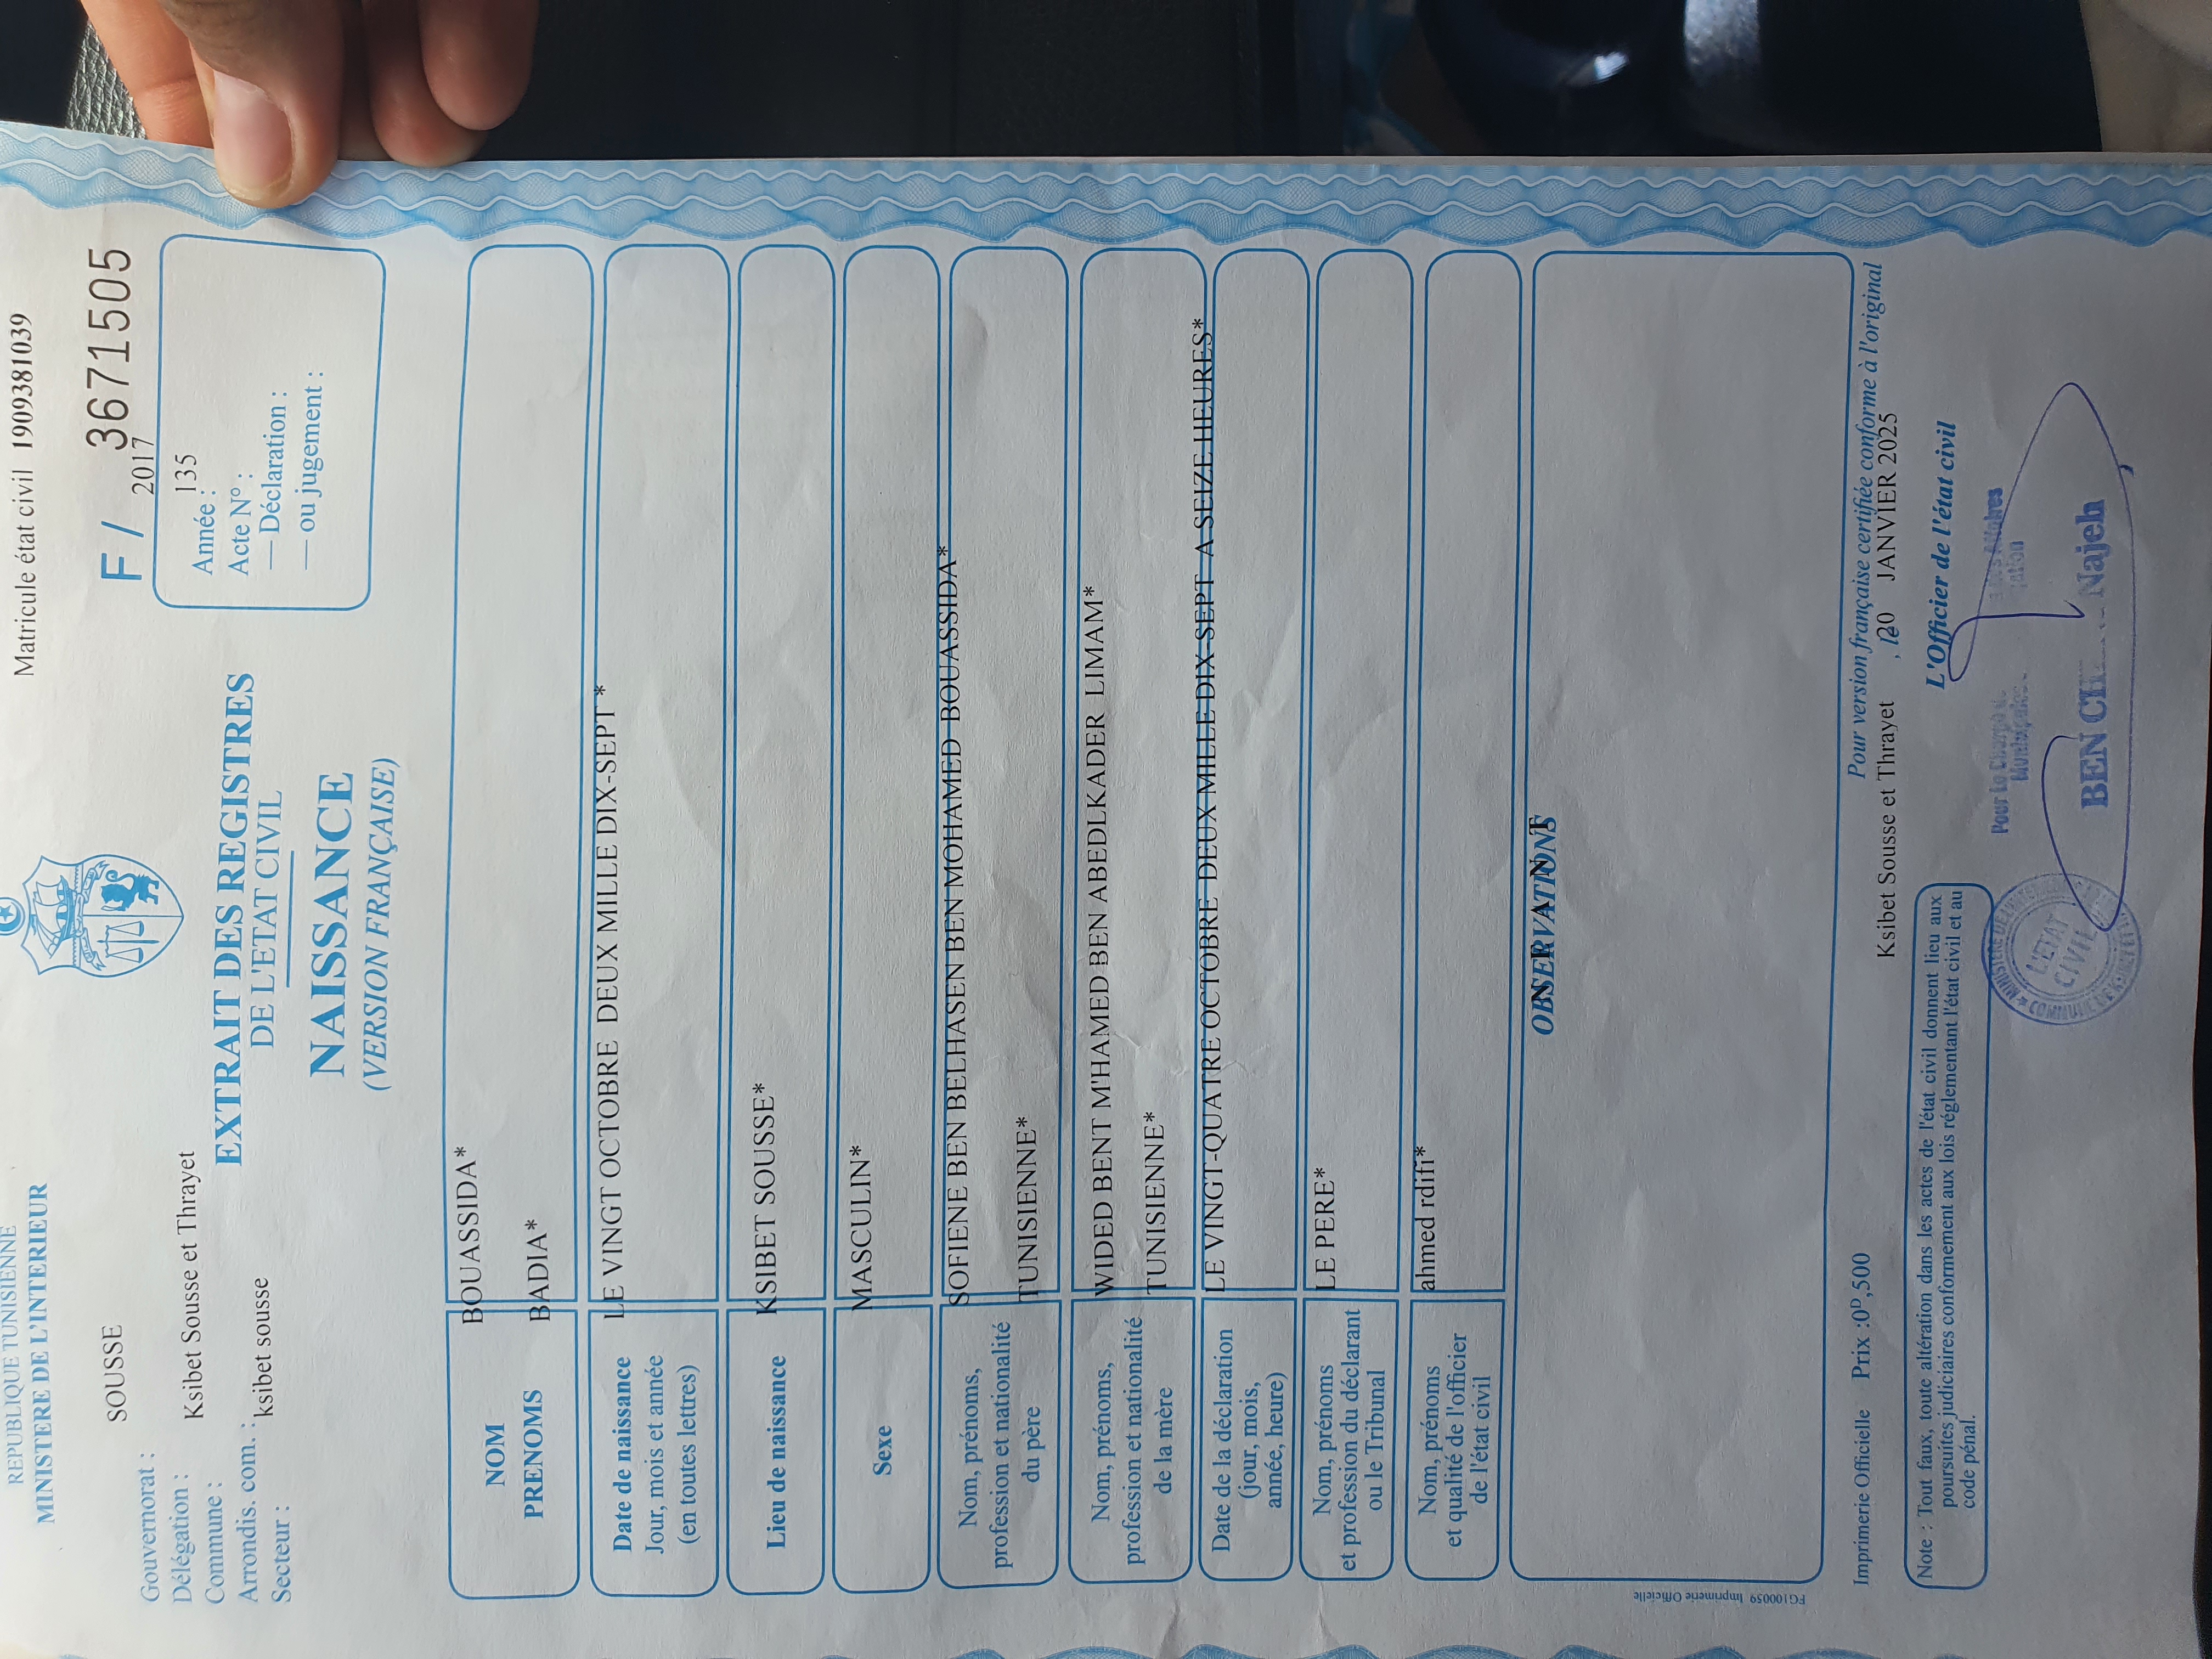 Matricule état civil 1909381039
REPUBLIQUE TUNISIENNE
MINISTERE DE L'INTERIEUR
F / 3671505
2017
135
Année :
Acte N° :
— Déclaration :
— ou jugement :
SOUSSE
Gouvernorat :
Délégation :
Ksibet Sousse et Thrayet
Commune :
Arrondis. com. :
ksibet sousse
Secteur :
EXTRAIT DES REGISTRES
DE L'ETAT CIVIL
NAISSANCE
(VERSION FRANÇAISE)
NOM
BOUASSIDA*
PRENOMS
BADIA*
Date de naissance
Jour, mois et année
(en toutes lettres)
LE VINGT OCTOBRE DEUX MILLE DIX-SEPT *
Lieu de naissance
KSIBET SOUSSE*
Sexe
MASCULIN*
Nom, prénoms,
profession et nationalité
du père
SOFIENE BEN BELHASEN BEN MOHAMED BOUASSIDA*
TUNISIENNE*
Nom, prénoms,
profession et nationalité
de la mère
WIDED BENT M'HAMED BEN ABEDLKADER LIMAM*
TUNISIENNE*
Date de la déclaration
(jour, mois,
année, heure)
LE VINGT-QUATRE OCTOBRE DEUX MILLE DIX-SEPT A SEIZE HEURES*
Nom, prénoms
et profession du déclarant
ou le Tribunal
LE PERE*
Nom, prénoms
et qualité de l'officier
de l'état civil
ahmed rdifi*
OBSERVATIONS
FG100059 Imprimerie Officielle
Imprimerie Officielle Prix :0D,500
Pour version française certifiée conforme à l'original
Ksibet Sousse et Thrayet , le 20 JANVIER 2025
L'Officier de l'état civil
Note : Tout faux, toute altération dans les actes de l'état civil donnent lieu aux
poursuites judiciaires conformement aux lois réglementant l'état civil et au
code pénal.
Pour Le
BEN Najeh
L'ETAT
CIVIL